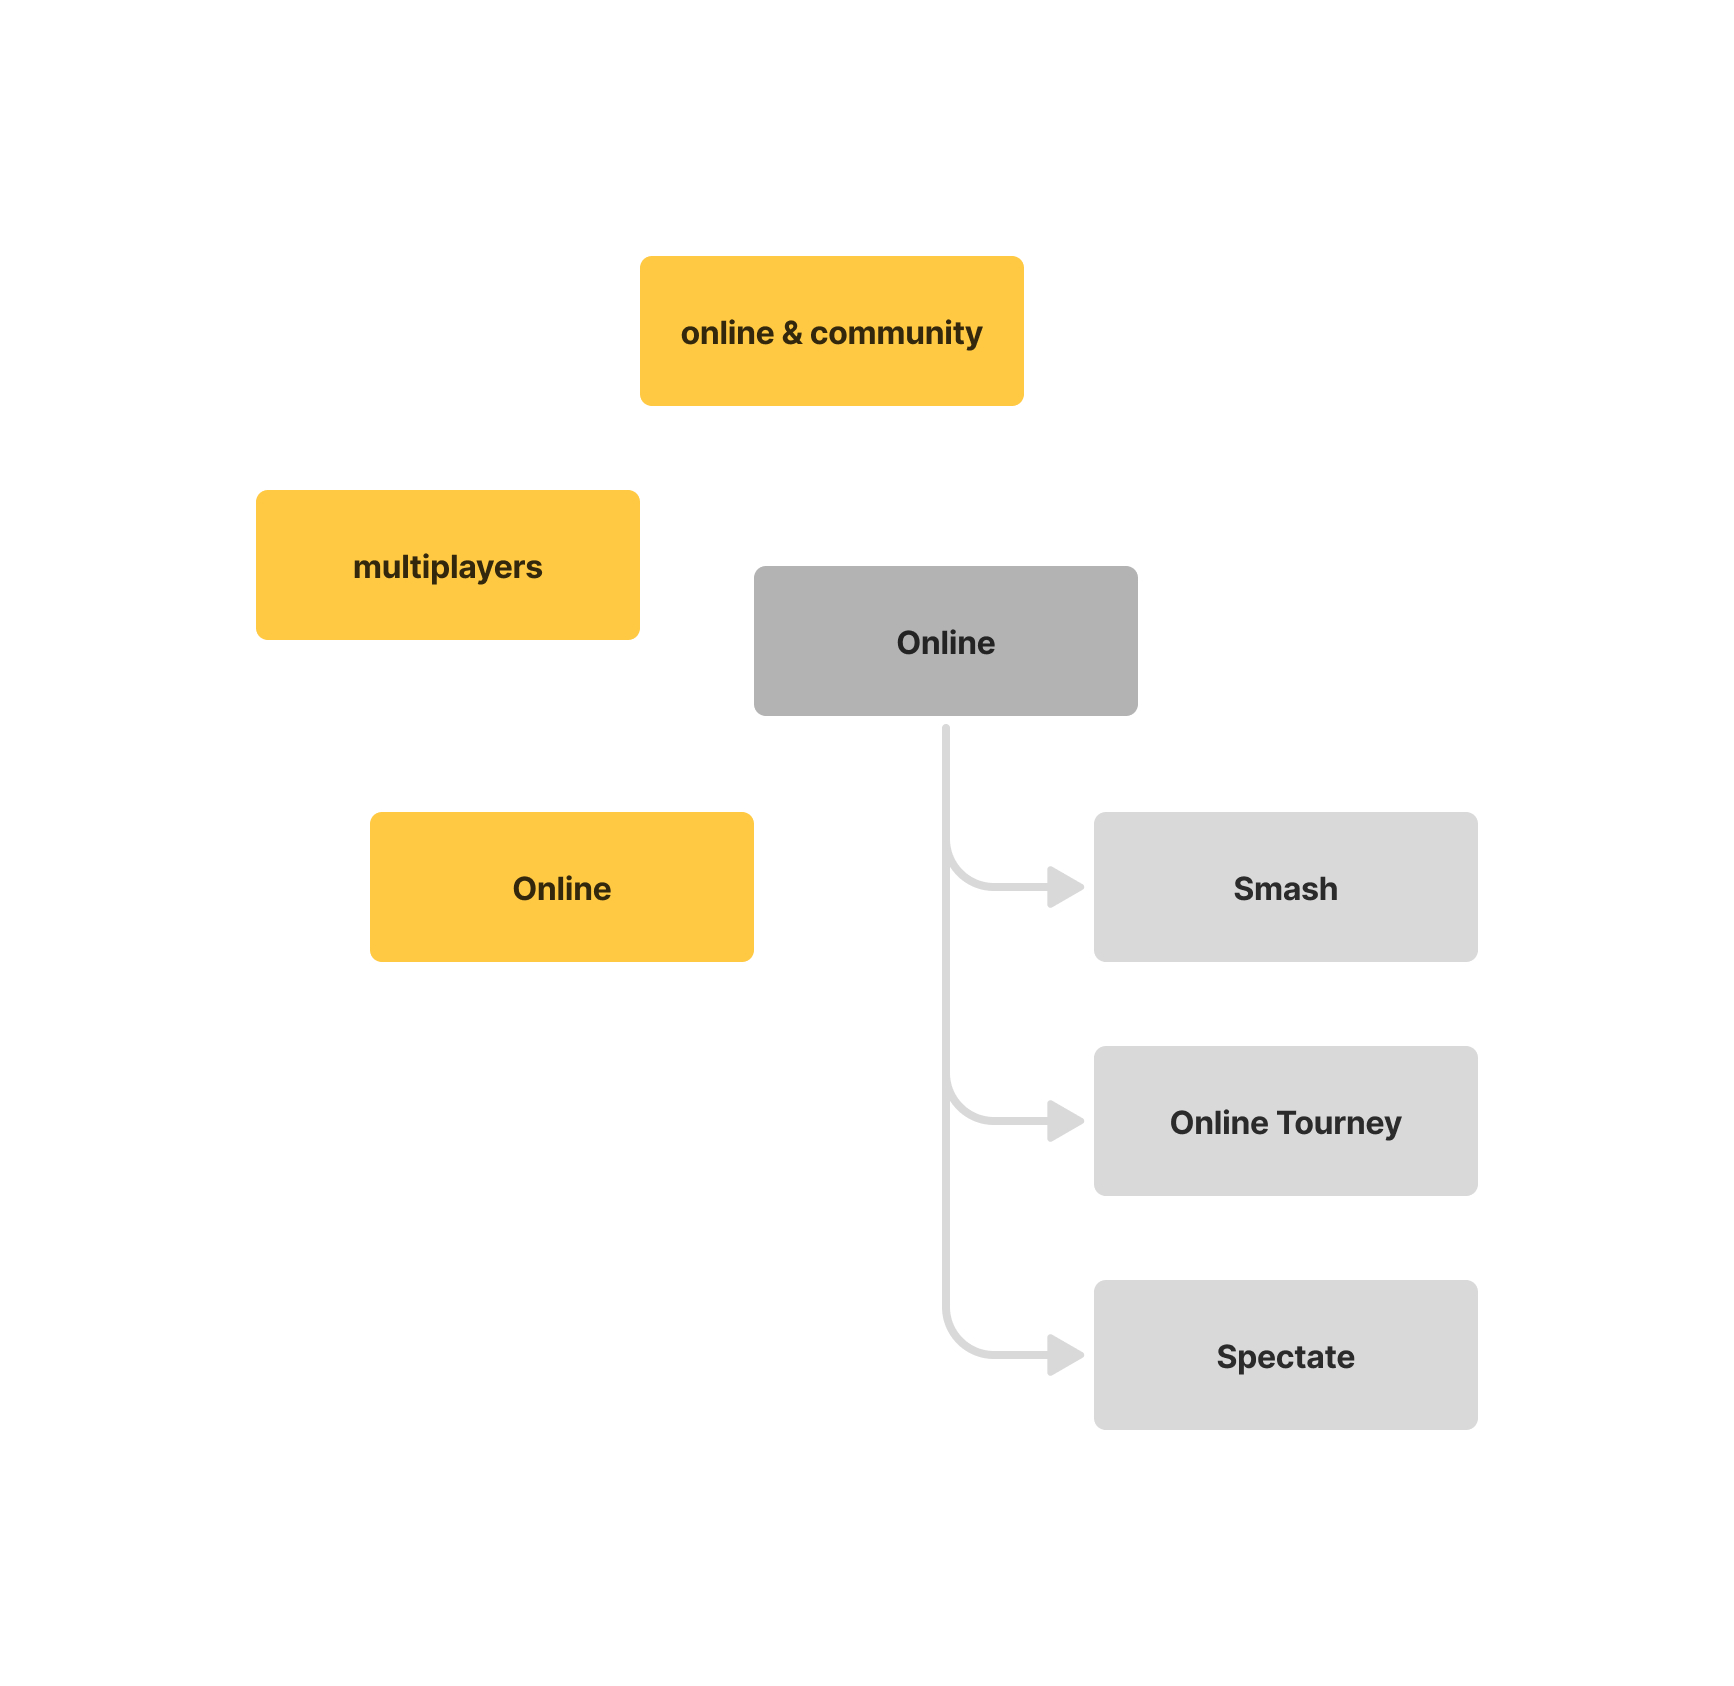 online & community
multiplayers
Online
Online
Smash
Online Tourney
Spectate